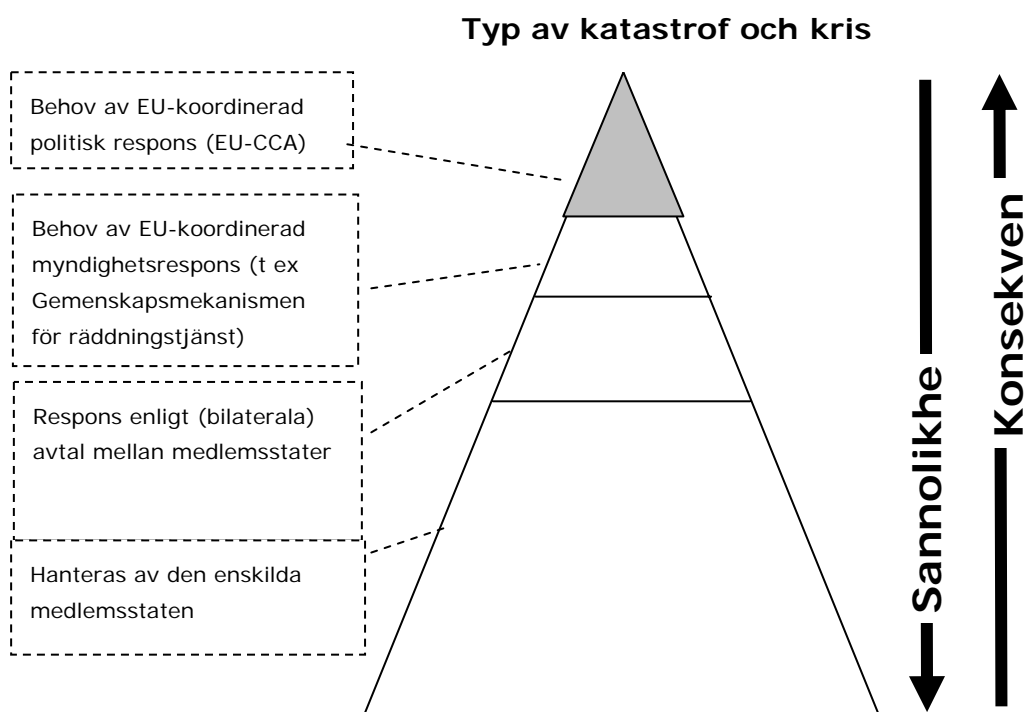 Typ av katastrof och kris
Behov av EU-koordinerad
politisk respons (EU-CCA)
Behov av EU-koordinerad
myndighetsrespons (t ex
Gemenskapsmekanismen
för räddningstjänst)
Respons enligt (bilaterala)
avtal mellan medlemsstater
Hanteras av den enskilda
medlemsstaten
Sannolikhe
Konsekven